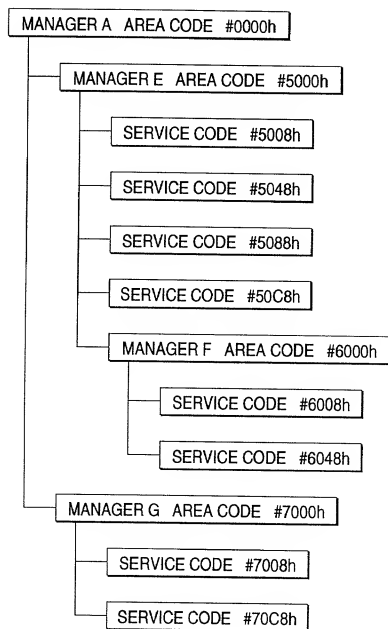 MANAGER A AREA CODE #0000h
MANAGER E AREA CODE #5000h
SERVICE CODE #5008h
SERVICE CODE #5048h
SERVICE CODE #5088h
SERVICE CODE #50C8h
MANAGER F AREA CODE #6000h
SERVICE CODE #6008h
SERVICE CODE #6048h
MANAGER G AREA CODE #7000h
SERVICE CODE #7008h
SERVICE CODE #70C8h